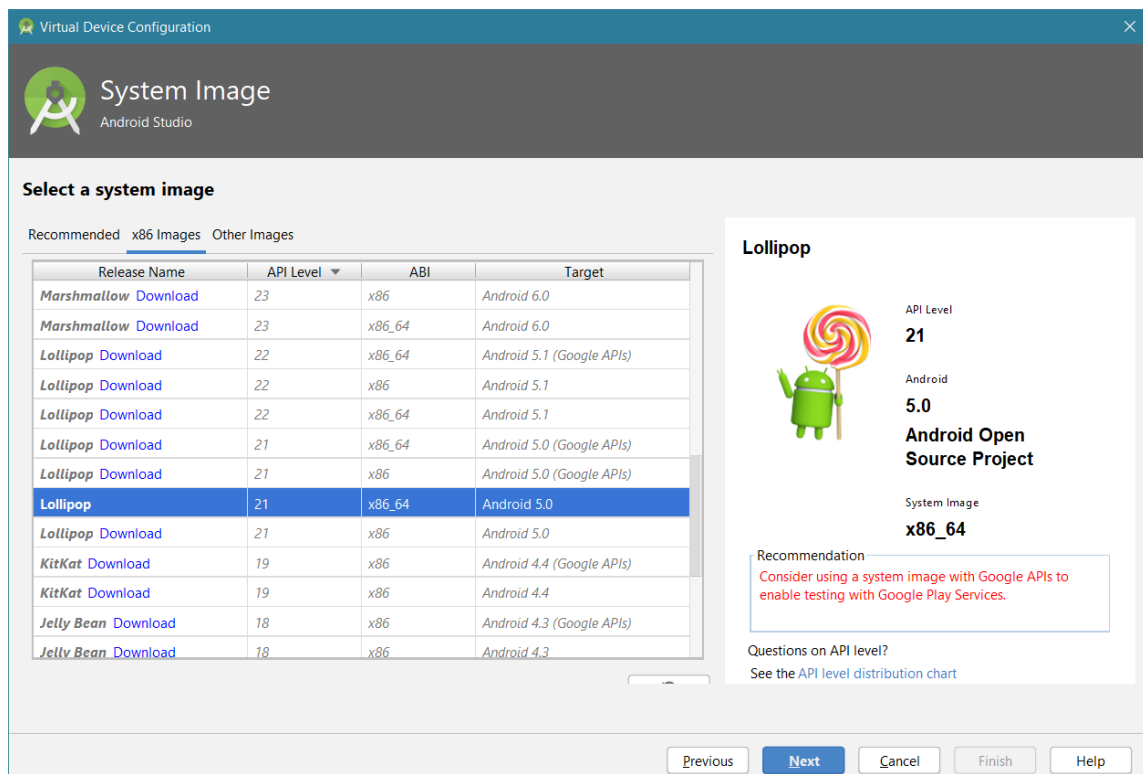 Virtual Device Configuration
System Image
Android Studio
Select a system image
Recommended x86 Images Other Images
Release Name API Level ABI Target
Marshmallow Download 23 x86 Android 6.0
Marshmallow Download 23 x86_64 Android 6.0
Lollipop Download 22 x86_64 Android 5.1 (Google APIs)
Lollipop Download 22 x86 Android 5.1
Lollipop Download 22 x86_64 Android 5.1
Lollipop Download 21 x86_64 Android 5.0 (Google APIs)
Lollipop Download 21 x86 Android 5.0 (Google APIs)
Lollipop 21 x86_64 Android 5.0
Lollipop Download 21 x86 Android 5.0
KitKat Download 19 x86 Android 4.4 (Google APIs)
KitKat Download 19 x86 Android 4.4
Jelly Bean Download 18 x86 Android 4.3 (Google APIs)
Jelly Bean Download 18 x86 Android 4.3
Lollipop
API Level
21
Android
5.0
Android Open
Source Project
System Image
x86_64
Recommendation
Consider using a system image with Google APIs to
enable testing with Google Play Services.
Questions on API level?
See the API level distribution chart
Previous Next Cancel Finish Help